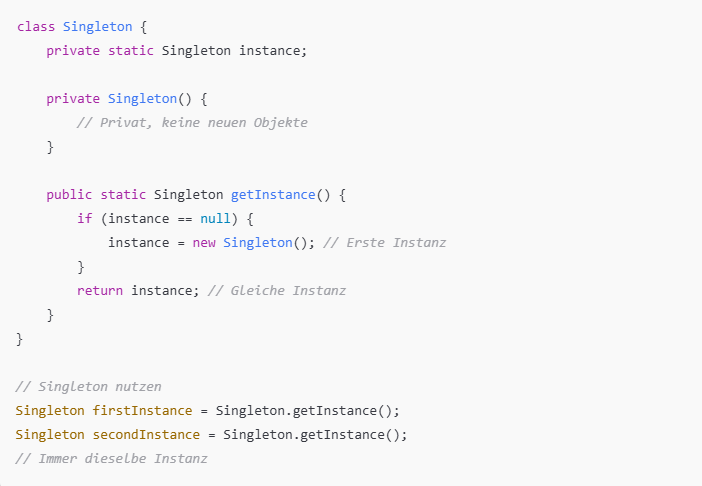 class Singleton {
    private static Singleton instance;

    private Singleton() {
        // Privat, keine neuen Objekte
    }

    public static Singleton getInstance() {
        if (instance == null) {
            instance = new Singleton(); // Erste Instanz
        }
        return instance; // Gleiche Instanz
    }
}

// Singleton nutzen
Singleton firstInstance = Singleton.getInstance();
Singleton secondInstance = Singleton.getInstance();
// Immer dieselbe Instanz